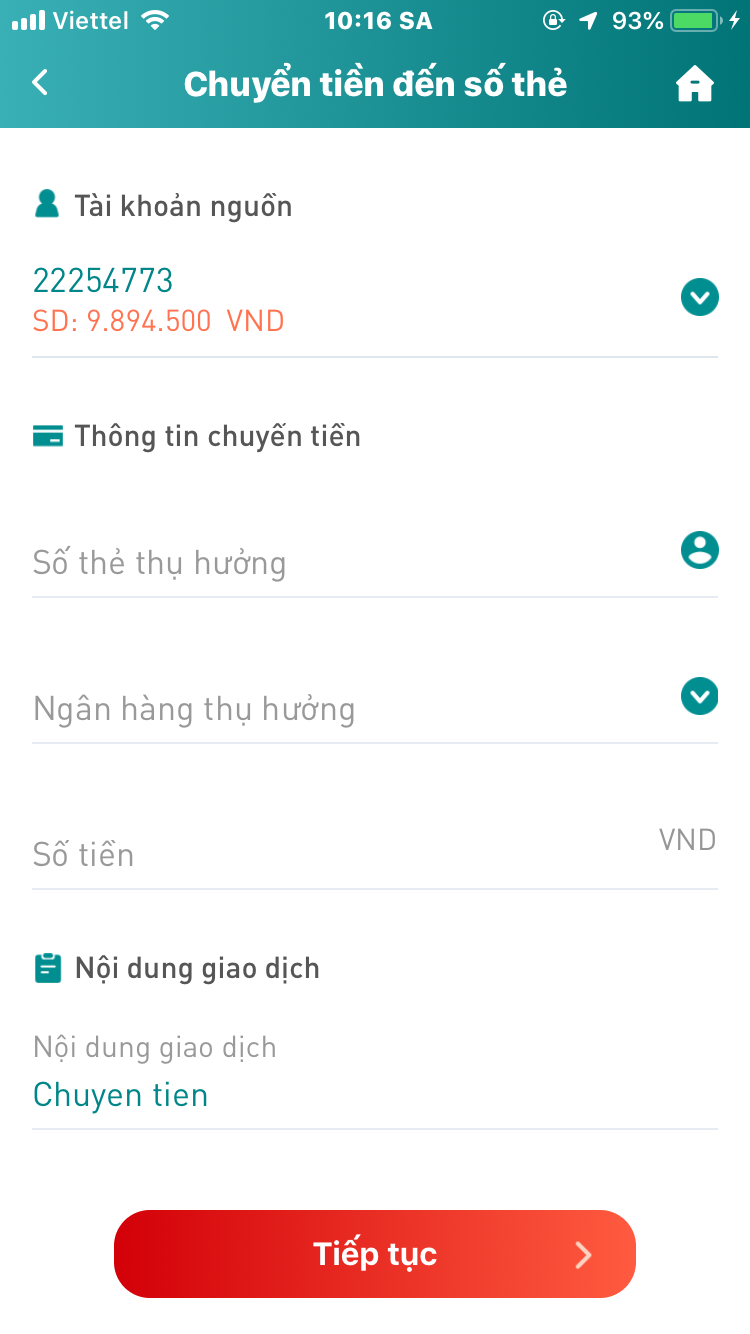 Viettel 10:16 SA 93%
Chuyển tiền đến số thẻ
Tài khoản nguồn
22254773
SD: 9.894.500 VND
Thông tin chuyến tiền
Số thẻ thụ hưởng
Ngân hàng thụ hưởng
Số tiền VND
Nội dung giao dịch
Nội dung giao dịch
Chuyen tien
Tiếp tục